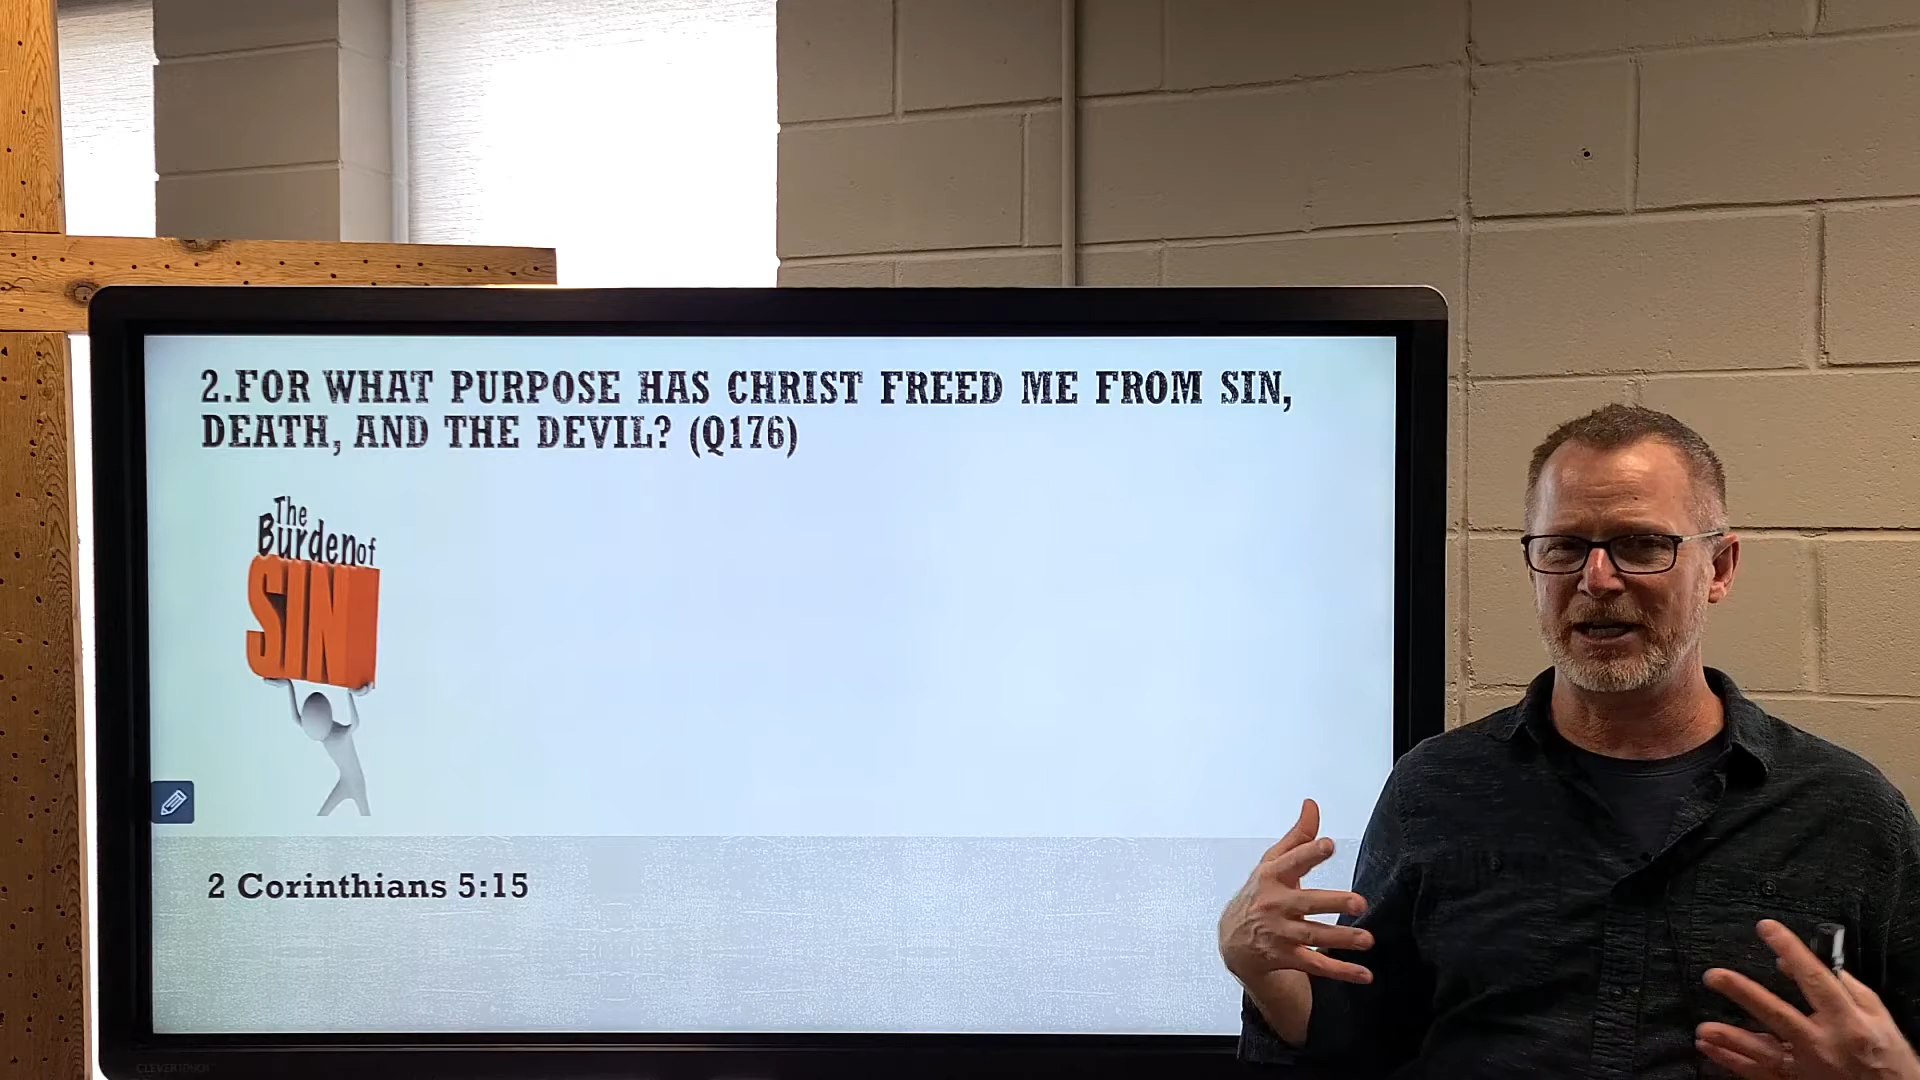 2.FOR WHAT PURPOSE HAS CHRIST FREED ME FROM SIN,
DEATH, AND THE DEVIL? (Q176)
The
Burden of
SIN
2 Corinthians 5:15
CLEVERTOUCH